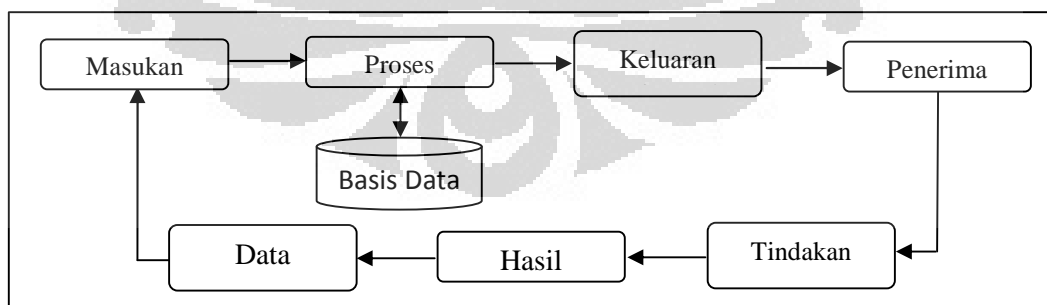 Masukan
Proses
Keluaran
Penerima
Basis Data
Data
Hasil
Tindakan